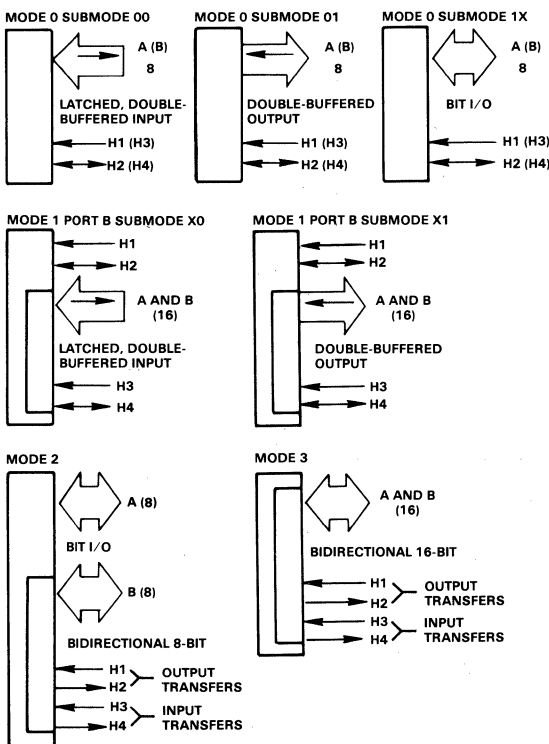 MODE 0 SUBMODE 00
A (B)
8
LATCHED, DOUBLE-
BUFFERED INPUT
H1 (H3)
H2 (H4)
MODE 0 SUBMODE 01
A (B)
8
DOUBLE-BUFFERED
OUTPUT
H1 (H3)
H2 (H4)
MODE 0 SUBMODE 1X
A (B)
8
BIT I/O
H1 (H3)
H2 (H4)
MODE 1 PORT B SUBMODE X0
H1
H2
A AND B
(16)
LATCHED, DOUBLE-
BUFFERED INPUT
H3
H4
MODE 1 PORT B SUBMODE X1
H1
H2
A AND B
(16)
DOUBLE-BUFFERED
OUTPUT
H3
H4
MODE 2
A (8)
BIT I/O
B (8)
BIDIRECTIONAL 8-BIT
H1
H2
OUTPUT
TRANSFERS
H3
H4
INPUT
TRANSFERS
MODE 3
A AND B
(16)
BIDIRECTIONAL 16-BIT
H1
H2
OUTPUT
TRANSFERS
H3
H4
INPUT
TRANSFERS